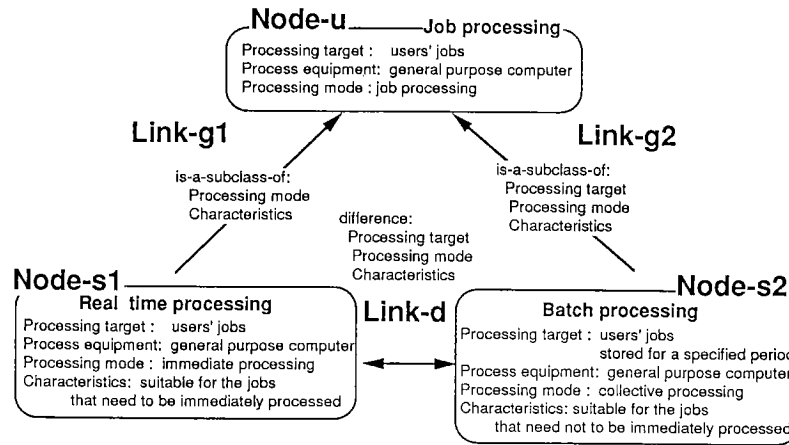 Node-u
Job processing
Processing target : users' jobs
Process equipment: general purpose computer
Processing mode : job processing
Link-g1
Link-g2
is-a-subclass-of:
Processing mode
Characteristics
is-a-subclass-of:
Processing target
Processing mode
Characteristics
difference:
Processing target
Processing mode
Characteristics
Node-s1
Real time processing
Processing target : users' jobs
Process equipment: general purpose computer
Processing mode : immediate processing
Characteristics: suitable for the jobs
that need to be immediately processed
Link-d
Node-s2
Batch processing
Processing target : users' jobs
stored for a specified period
Process equipment: general purpose computer
Processing mode : collective processing
Characteristics: suitable for the jobs
that need not to be immediately processed